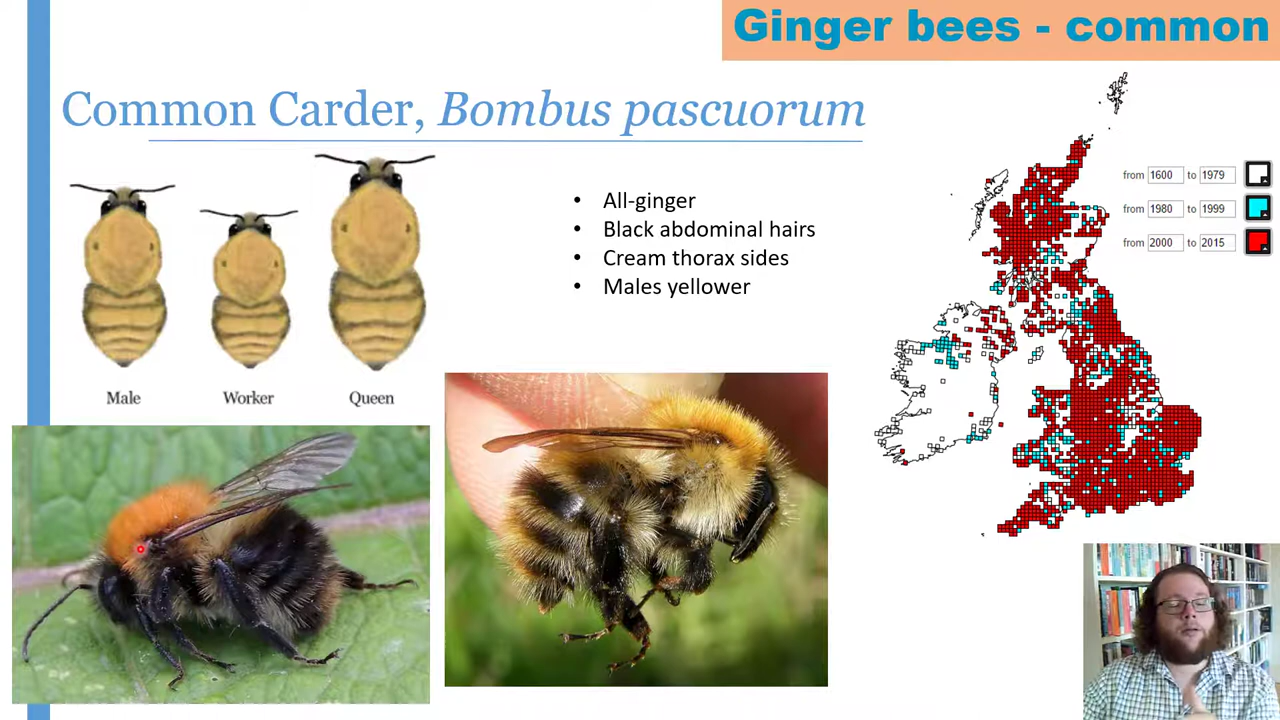 Ginger bees - common
Common Carder, Bombus pascuorum
Male
Worker
Queen
• All-ginger
• Black abdominal hairs
• Cream thorax sides
• Males yellower
from 1600 to 1979
from 1980 to 1999
from 2000 to 2015